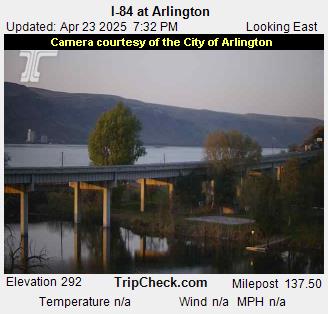 I-84 at Arlington
Updated: Apr 23 2025 7:32 PM Looking East
Camera courtesy of the City of Arlington
Elevation 292 TripCheck.com Milepost 137.50
Temperature n/a Wind n/a MPH n/a